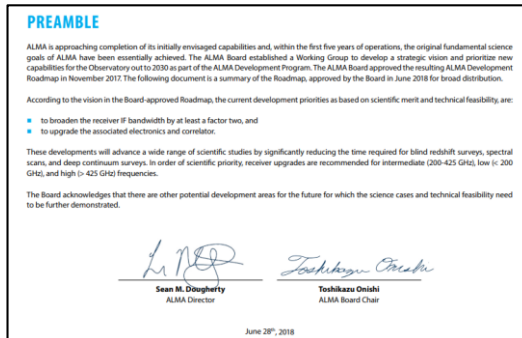 PREAMBLE
ALMA is approaching completion of its initially envisaged capabilities and, within the first five years of operations, the original fundamental science
goals of ALMA have been essentially achieved. The ALMA Board established a Working Group to develop a strategic vision and prioritize new
capabilities for the Observatory out to 2030 as part of the ALMA Development Program. The ALMA Board approved the resulting ALMA Development
Roadmap in November 2017. The following document is a summary of the Roadmap, approved by the Board in June 2018 for broad distribution.
According to the vision in the Board-approved Roadmap, the current development priorities as based on scientific merit and technical feasibility, are:
■ to broaden the receiver IF bandwidth by at least a factor two, and
■ to upgrade the associated electronics and correlator.
These developments will advance a wide range of scientific studies by significantly reducing the time required for blind redshift surveys, spectral
scans, and deep continuum surveys. In order of scientific priority, receiver upgrades are recommended for intermediate (200-425 GHz), low (< 200
GHz), and high (> 425 GHz) frequencies.
The Board acknowledges that there are other potential development areas for the future for which the science cases and technical feasibility need
to be further demonstrated.
Toshikazu Onishi
Sean M. Dougherty
ALMA Director
Toshikazu Onishi
ALMA Board Chair
June 28th, 2018